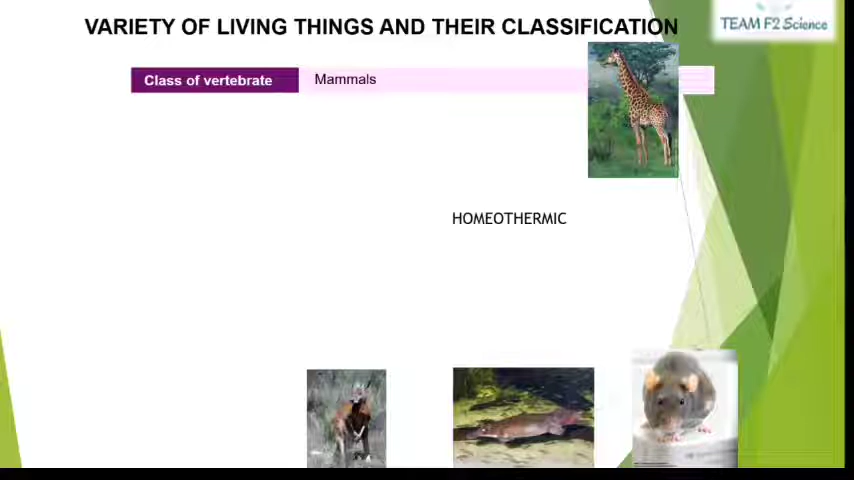 VARIETY OF LIVING THINGS AND THEIR CLASSIFICATION
TEAM F2 Science
Class of vertebrate Mammals
HOMEOTHERMIC